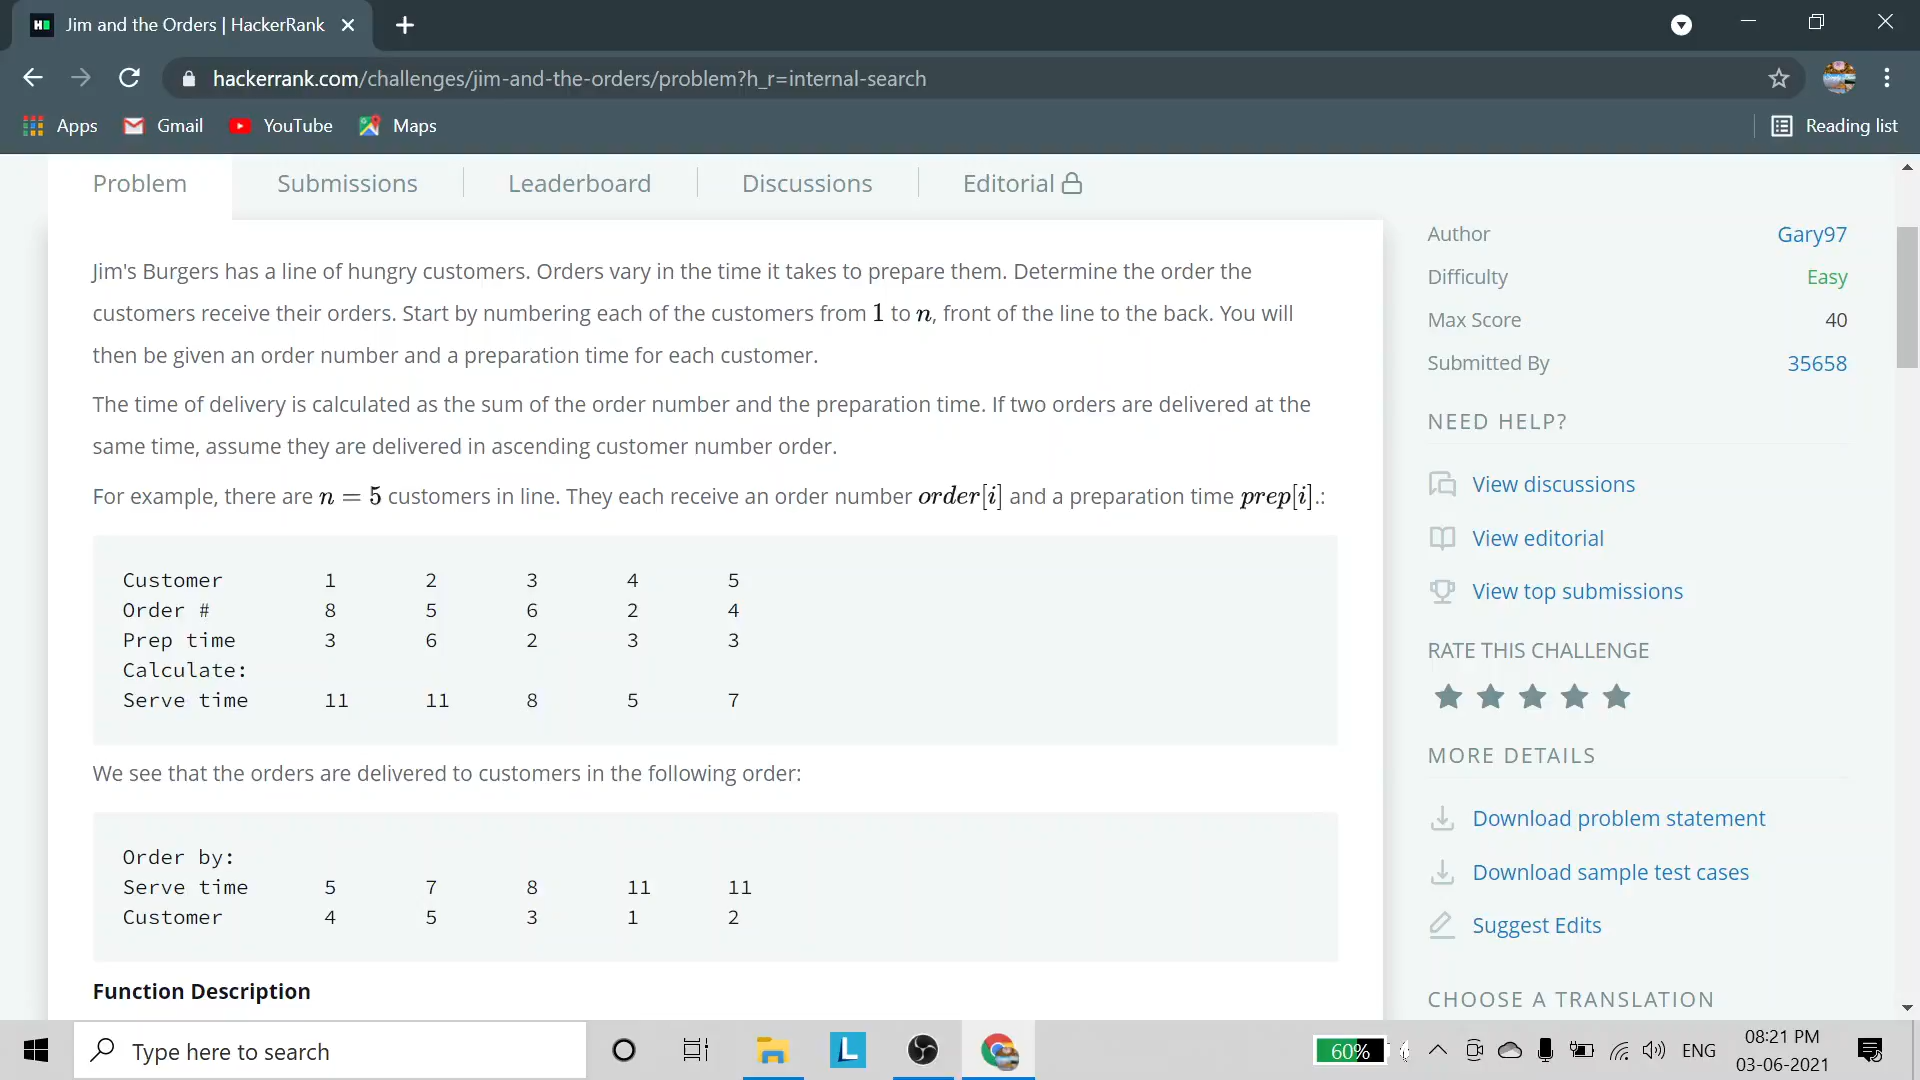 Jim and the Orders | HackerRank
hackerrank.com/challenges/jim-and-the-orders/problem?h_r=internal-search
Apps Gmail YouTube Maps Reading list
Problem Submissions Leaderboard Discussions Editorial
Jim's Burgers has a line of hungry customers. Orders vary in the time it takes to prepare them. Determine the order the
customers receive their orders. Start by numbering each of the customers from 1 to n, front of the line to the back. You will
then be given an order number and a preparation time for each customer.
The time of delivery is calculated as the sum of the order number and the preparation time. If two orders are delivered at the
same time, assume they are delivered in ascending customer number order.
For example, there are n = 5 customers in line. They each receive an order number order[i] and a preparation time prep[i].:
Customer 1 2 3 4 5
Order # 8 5 6 2 4
Prep time 3 6 2 3 3
Calculate:
Serve time 11 11 8 5 7
We see that the orders are delivered to customers in the following order:
Order by:
Serve time 5 7 8 11 11
Customer 4 5 3 1 2
Function Description
Author Gary97
Difficulty Easy
Max Score 40
Submitted By 35658
NEED HELP?
View discussions
View editorial
View top submissions
RATE THIS CHALLENGE
MORE DETAILS
Download problem statement
Download sample test cases
Suggest Edits
CHOOSE A TRANSLATION
Type here to search
L
60%
ENG
08:21 PM
03-06-2021